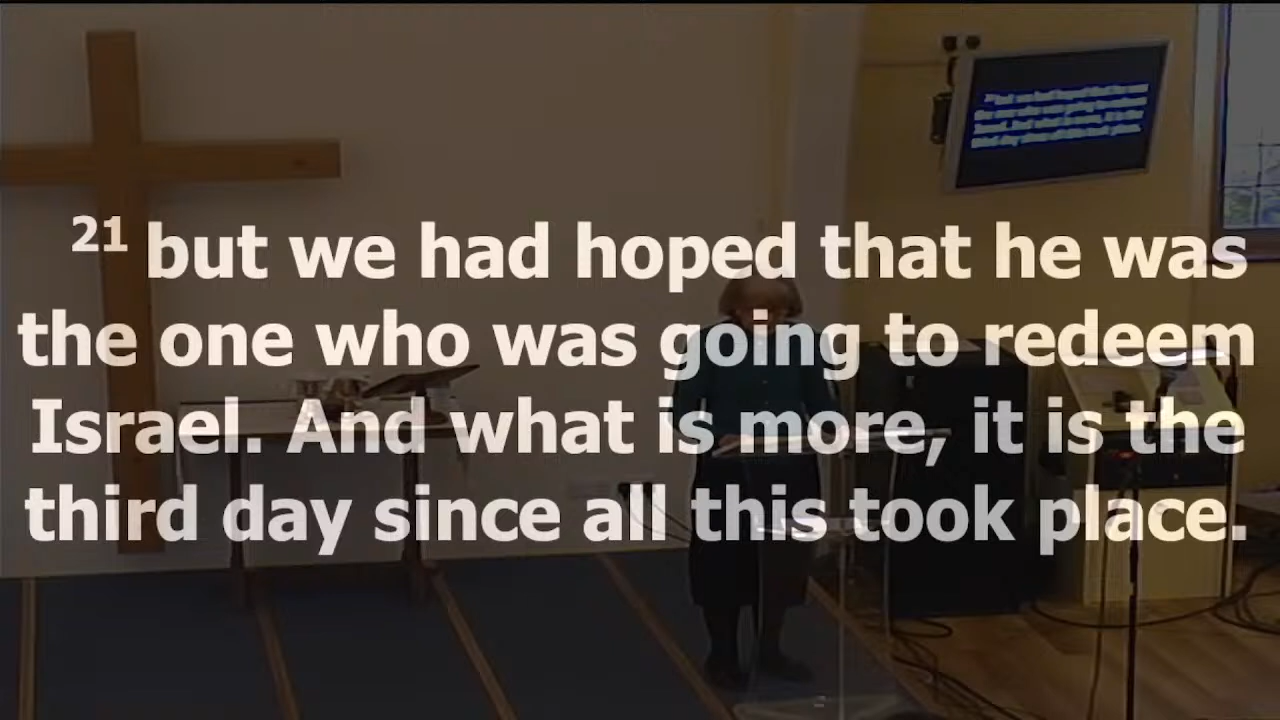 21 but we had hoped that he was
the one who was going to redeem
Israel. And what is more, it is the
third day since all this took place.